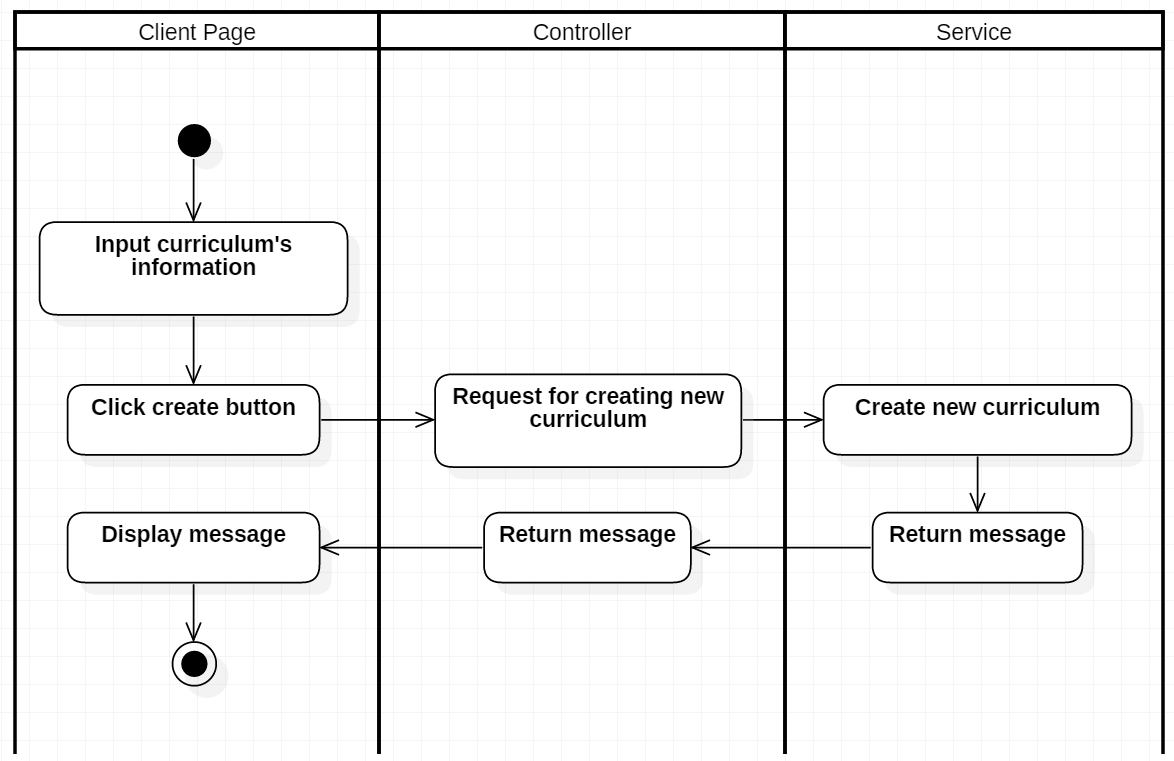 Client Page
Controller
Service
Input curriculum's
information
Click create button
Request for creating new
curriculum
Create new curriculum
Display message
Return message
Return message